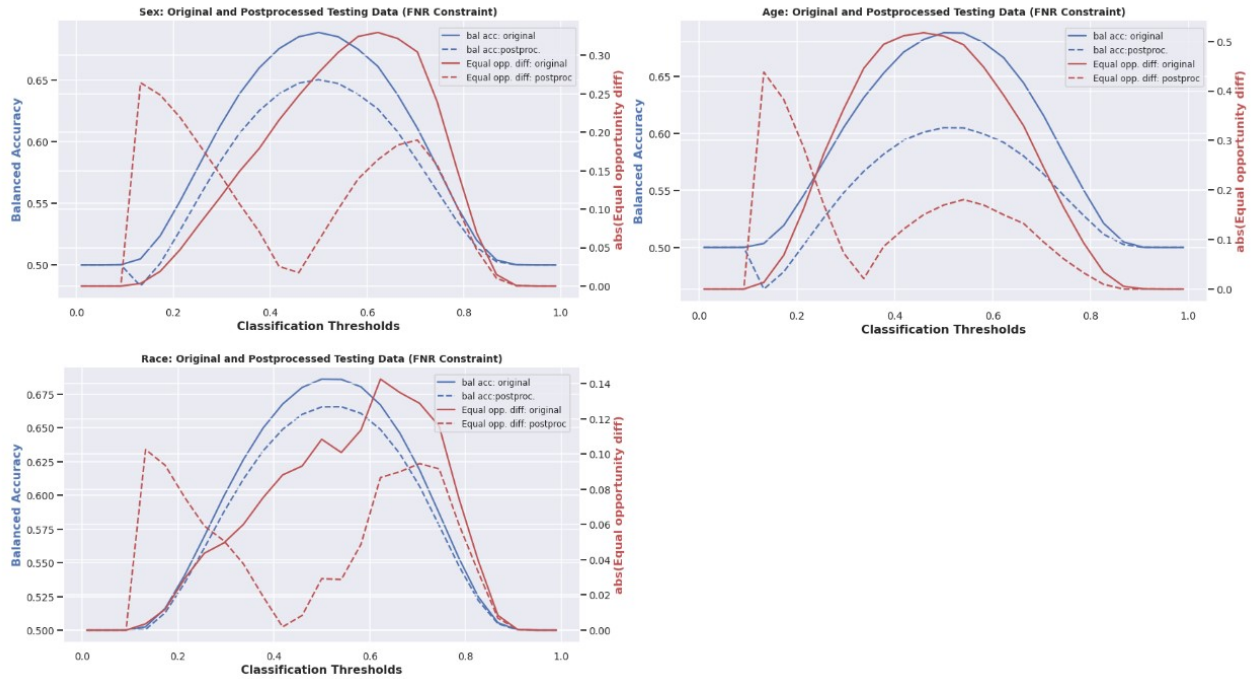 Sex: Original and Postprocessed Testing Data (FNR Constraint)
bal acc: original
bal acc:postproc.
Equal opp. diff: original
Equal opp. diff: postproc
Balanced Accuracy
0.65
0.60
0.55
0.50
abs(Equal opportunity diff)
0.30
0.25
0.20
0.15
0.10
0.05
0.00
0.0 0.2 0.4 0.6 0.8 1.0
Classification Thresholds
Age: Original and Postprocessed Testing Data (FNR Constraint)
bal acc: original
bal acc:postproc.
Equal opp. diff: original
Equal opp. diff: postproc
Balanced Accuracy
0.65
0.60
0.55
0.50
abs(Equal opportunity diff)
0.5
0.4
0.3
0.2
0.1
0.0
0.0 0.2 0.4 0.6 0.8 1.0
Classification Thresholds
Race: Original and Postprocessed Testing Data (FNR Constraint)
bal acc: original
bal acc:postproc.
Equal opp. diff: original
Equal opp. diff: postproc
Balanced Accuracy
0.675
0.650
0.625
0.600
0.575
0.550
0.525
0.500
abs(Equal opportunity diff)
0.14
0.12
0.10
0.08
0.06
0.04
0.02
0.00
0.0 0.2 0.4 0.6 0.8 1.0
Classification Thresholds